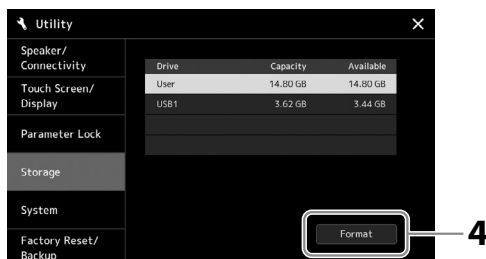 Utility
Speaker/
Connectivity
Touch Screen/
Display
Parameter Lock
Storage
System
Factory Reset/
Backup
Drive Capacity Available
User 14.80 GB 14.80 GB
USB1 3.62 GB 3.44 GB
Format
4